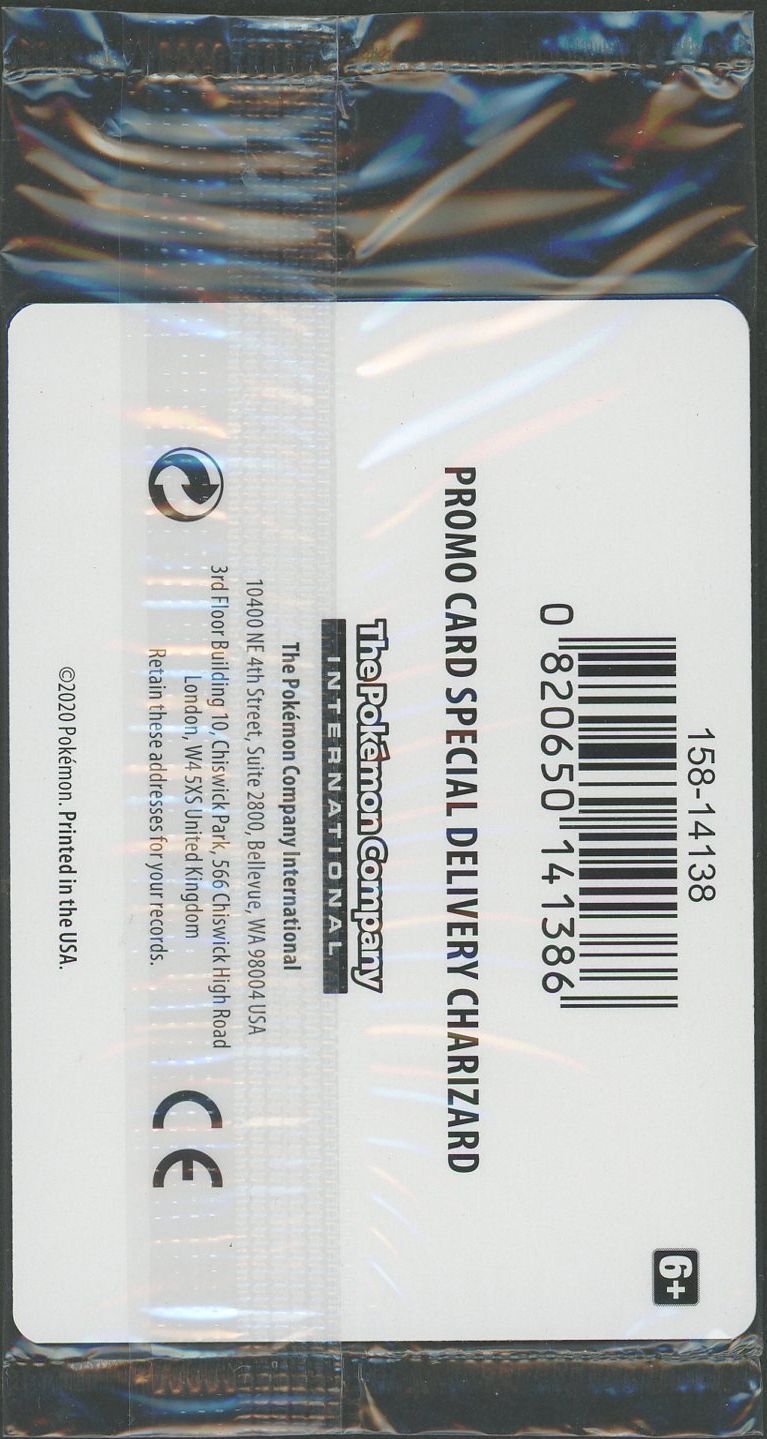 158-14138
0 820650 141386
6+
PROMO CARD SPECIAL DELIVERY CHARIZARD
The Pokémon Company
INTERNATIONAL
The Pokémon Company International
10400 NE 4th Street, Suite 2800, Bellevue, WA 98004 USA
3rd Floor Building 10, Chiswick Park, 566 Chiswick High Road
London, W4 5XS United Kingdom
Retain these addresses for your records.
CE
©2020 Pokémon. Printed in the USA.